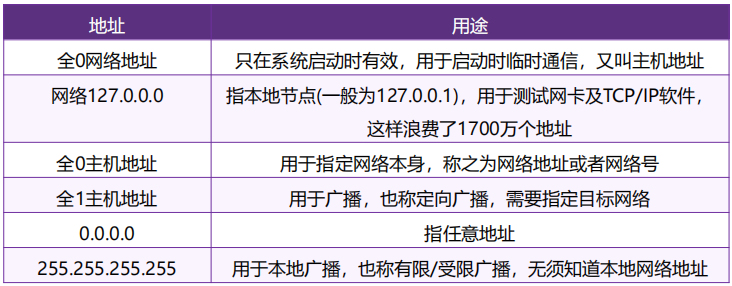 地址 用途
全0网络地址 只在系统启动时有效，用于启动时临时通信，又叫主机地址
网络127.0.0.0 指本地节点(一般为127.0.0.1)，用于测试网卡及TCP/IP软件，
这样浪费了1700万个地址
全0主机地址 用于指定网络本身，称之为网络地址或者网络号
全1主机地址 用于广播，也称定向广播，需要指定目标网络
0.0.0.0 指任意地址
255.255.255.255 用于本地广播，也称有限/受限广播，无须知道本地网络地址